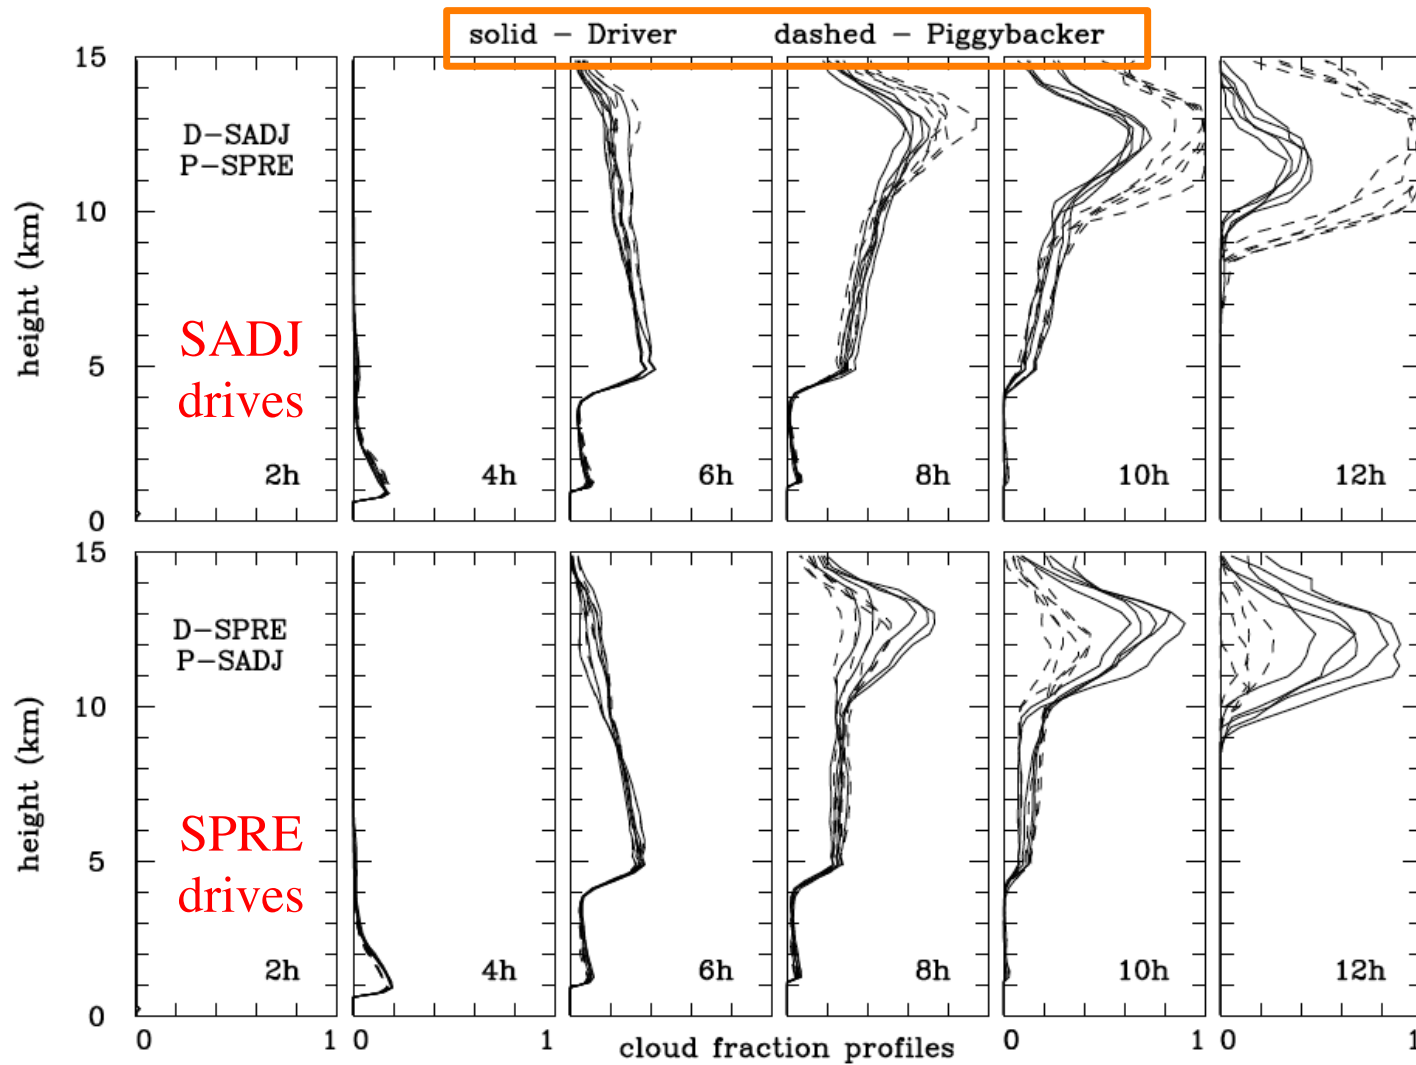 solid – Driver dashed – Piggybacker
15
D–SADJ
P–SPRE
10
height (km)
SADJ
drives
5
2h 4h 6h 8h 10h 12h
0
15
D–SPRE
P–SADJ
10
height (km)
SPRE
drives
5
2h 4h 6h 8h 10h 12h
0
0 1 0 1 0 1 0 1
cloud fraction profiles